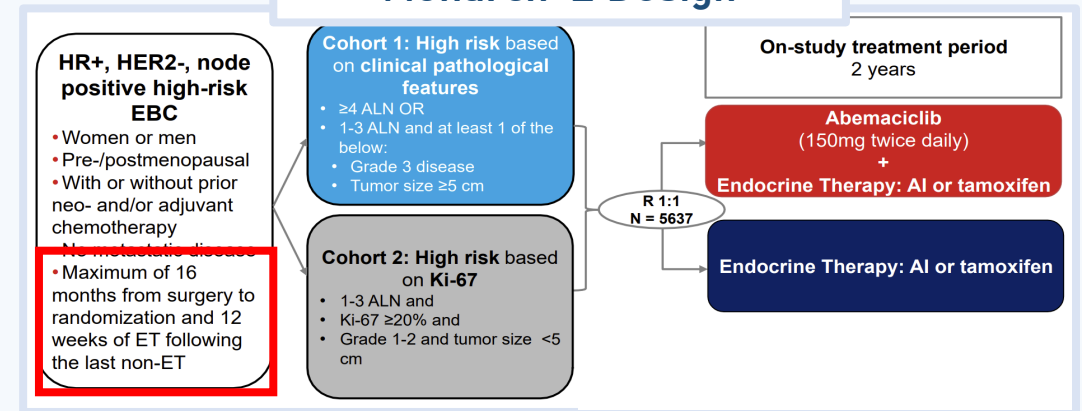 HR+, HER2-, node
positive high-risk
EBC
• Women or men
• Pre-/postmenopausal
• With or without prior
neo- and/or adjuvant
chemotherapy
• No metastatic disease
• Maximum of 16
months from surgery to
randomization and 12
weeks of ET following
the last non-ET
Cohort 1: High risk based
on clinical pathological
features
• ≥4 ALN OR
• 1-3 ALN and at least 1 of the
below:
• Grade 3 disease
• Tumor size ≥5 cm
Cohort 2: High risk based
on Ki-67
• 1-3 ALN and
• Ki-67 ≥20% and
• Grade 1-2 and tumor size <5
cm
R 1:1
N = 5637
On-study treatment period
2 years
Abemaciclib
(150mg twice daily)
+
Endocrine Therapy: AI or tamoxifen
Endocrine Therapy: AI or tamoxifen